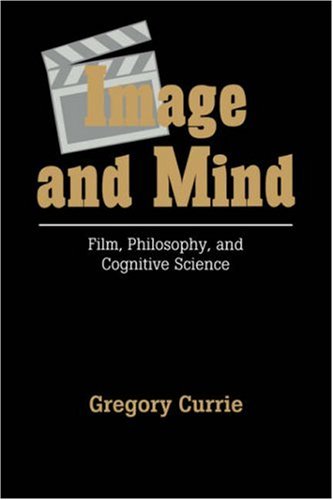 Image
and Mind
Film, Philosophy, and
Cognitive Science
Gregory Currie